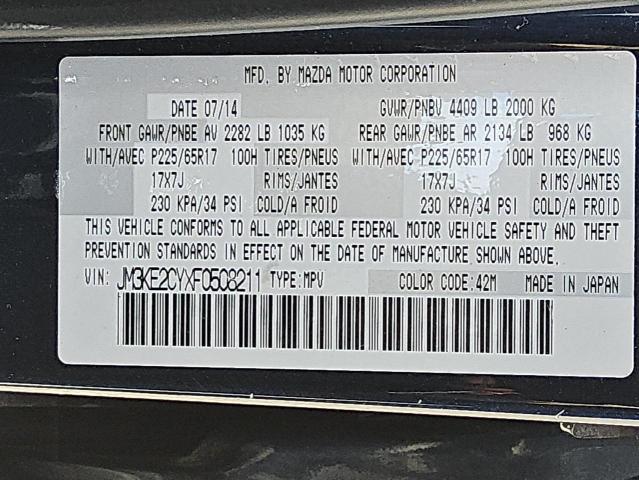 MFD. BY MAZDA MOTOR CORPORATION
DATE 07/14 GVWR/PNBV 4409 LB 2000 KG
FRONT GAWR/PNBE AV 2282 LB 1035 KG REAR GAWR/PNBE AR 2134 LB 968 KG
WITH/AVEC P225/65R17 100H TIRES/PNEUS WITH/AVEC P225/65R17 100H TIRES/PNEUS
17X7J RIMS/JANTES 17X7J RIMS/JANTES
230 KPA/34 PSI COLD/A FROID 230 KPA/34 PSI COLD/A FROID
THIS VEHICLE CONFORMS TO ALL APPLICABLE FEDERAL MOTOR VEHICLE SAFETY AND THEFT
PREVENTION STANDARDS IN EFFECT ON THE DATE OF MANUFACTURE SHOWN ABOVE.
VIN: JM3KE2CYXF0508211 TYPE:MPV COLOR CODE:42M MADE IN JAPAN